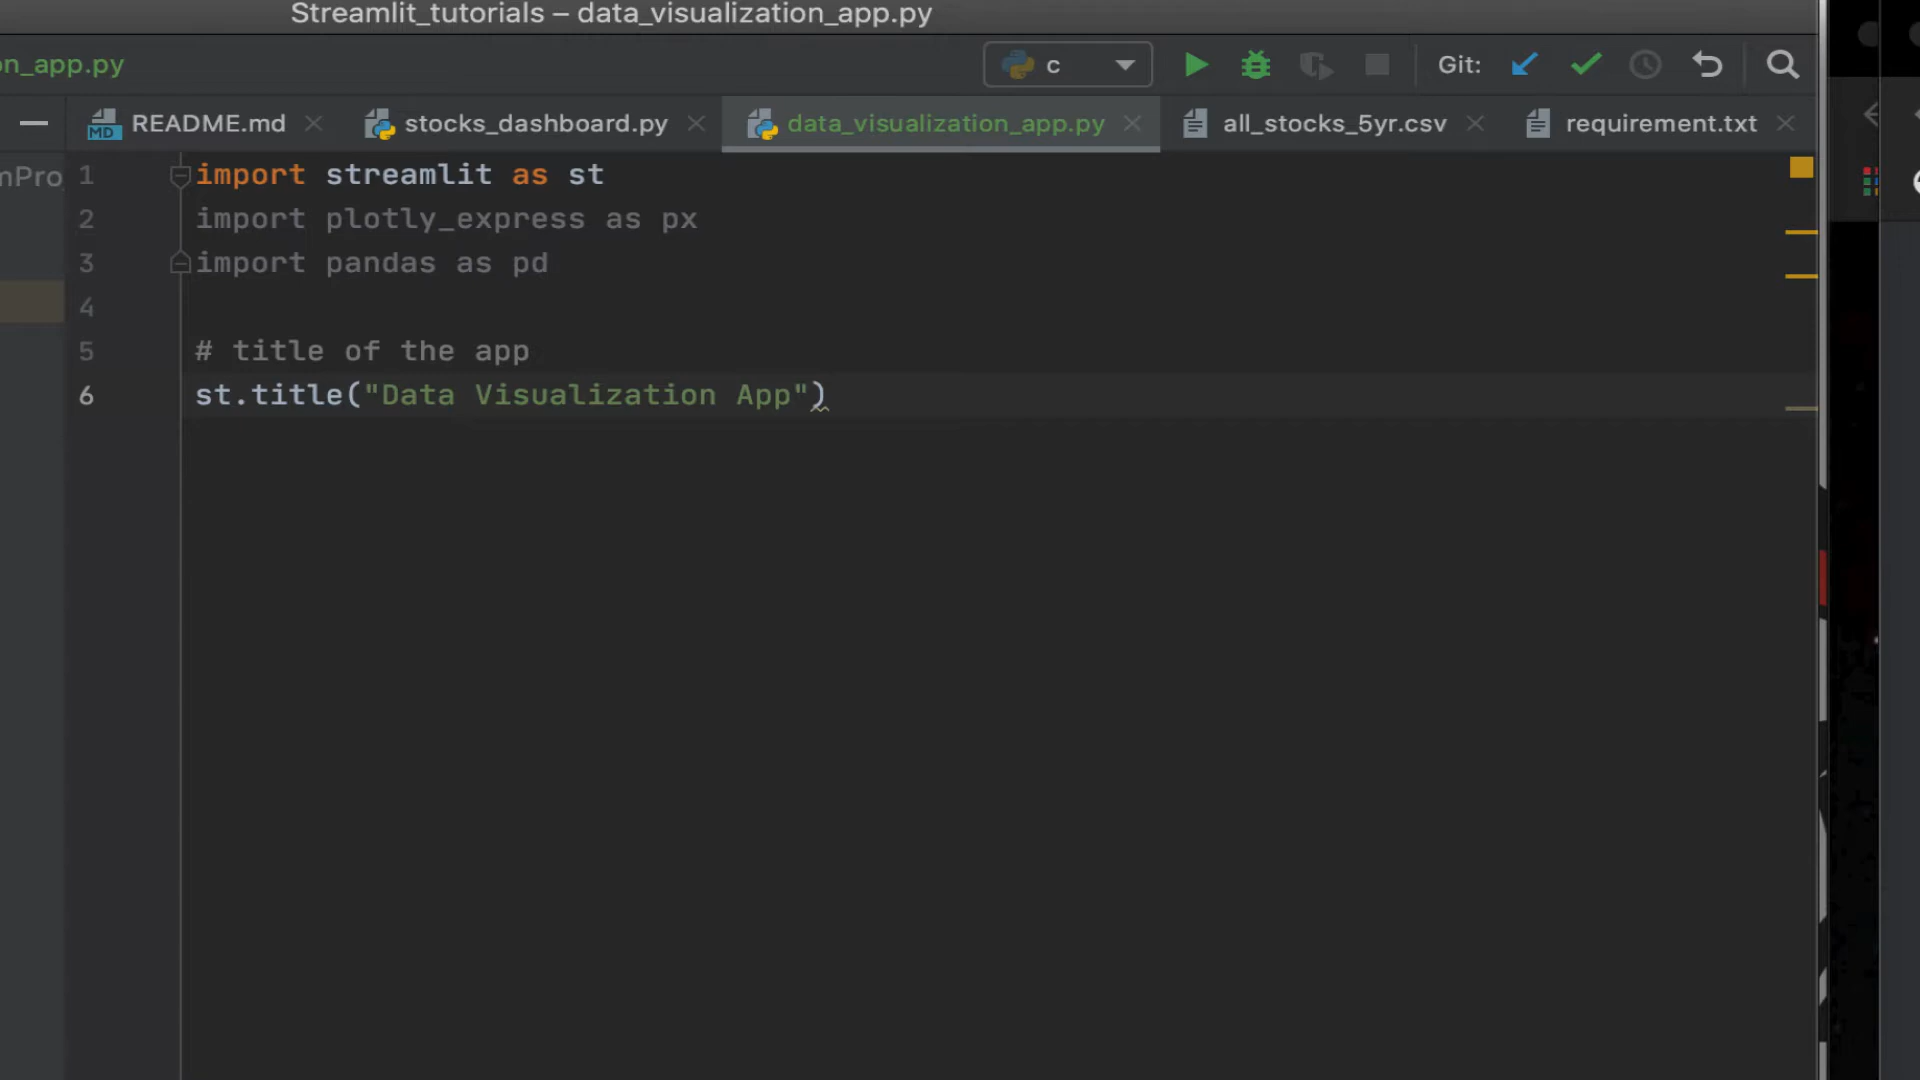 Streamlit_tutorials – data_visualization_app.py
n_app.py
c
Git:
README.md
stocks_dashboard.py
data_visualization_app.py
all_stocks_5yr.csv
requirement.txt
MD
mPro
1 import streamlit as st
2 import plotly_express as px
3 import pandas as pd
4
5 # title of the app
6 st.title("Data Visualization App")